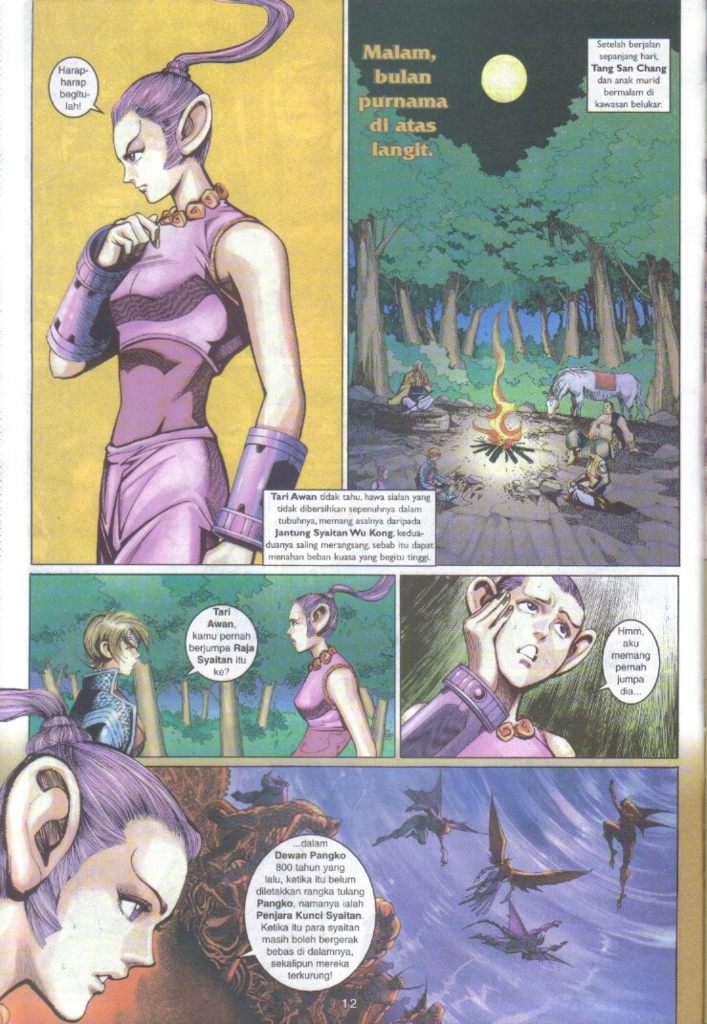 Harap-
harap
begitu-
lah!
Malam,
bulan
purnama
di atas
langit.
Setelah berjalan
sepanjang hari,
Tang San Chang
dan anak murid
bermalam di
kawasan belukar.
Tari Awan tidak tahu, hawa sialan yang
tidak dibersihkan sepenuhnya dalam
tubuhnya, memang asalnya daripada
Jantung Syaitan Wu Kong, kedua-
duanya saling merangsang, sebab itu dapat
menahan beban kuasa yang begitu tinggi.
Tari
Awan,
kamu pernah
berjumpa Raja
Syaitan itu
ke?
Hmm,
aku
memang
pernah
jumpa
dia...
...dalam
Dewan Pangko
800 tahun yang
lalu, ketika itu belum
diletakkan rangka tulang
Pangko, namanya ialah
Penjara Kunci Syaitan.
Ketika itu para syaitan
masih boleh bergerak
bebas di dalamnya,
sekalipun mereka
terkurung!
12